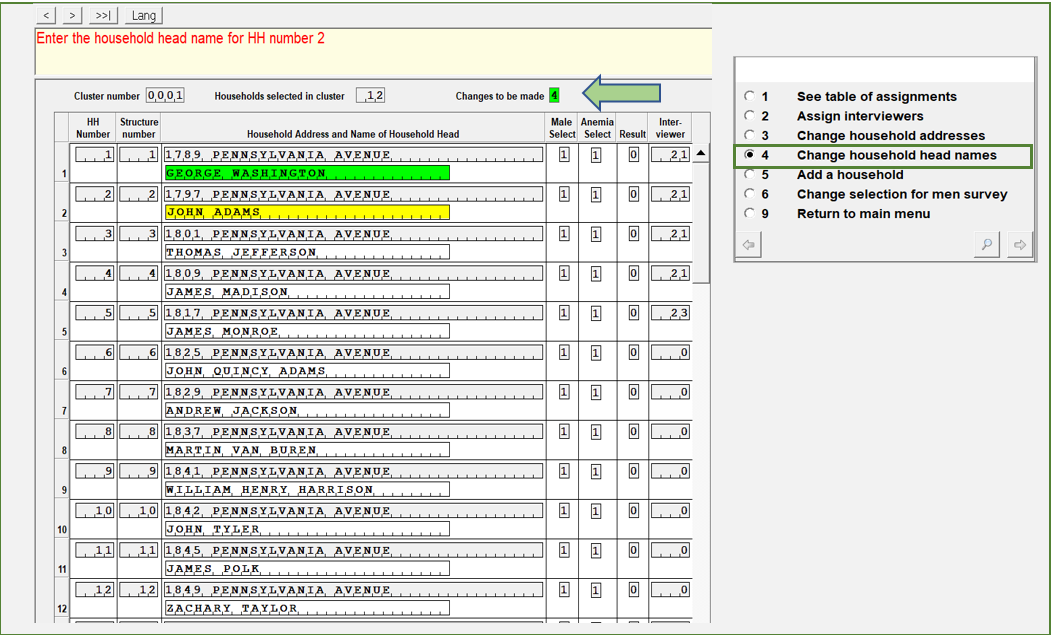 < > >>| Lang
Enter the household head name for HH number 2
Cluster number 0001 Households selected in cluster 12 Changes to be made 4
HH Number Structure number Household Address and Name of Household Head Male Select Anemia Select Result Inter-viewer
1 1 1789 PENNSYLVANIA AVENUE 1 1 0 21
1 GEORGE WASHINGTON
2 2 1797 PENNSYLVANIA AVENUE 1 1 0 21
2 JOHN ADAMS
3 3 1801 PENNSYLVANIA AVENUE 1 1 0 21
3 THOMAS JEFFERSON
4 4 1809 PENNSYLVANIA AVENUE 1 1 0 21
4 JAMES MADISON
5 5 1817 PENNSYLVANIA AVENUE 1 1 0 23
5 JAMES MONROE
6 6 1825 PENNSYLVANIA AVENUE 1 1 0 0
6 JOHN QUINCY ADAMS
7 7 1829 PENNSYLVANIA AVENUE 1 1 0 0
7 ANDREW JACKSON
8 8 1837 PENNSYLVANIA AVENUE 1 1 0 0
8 MARTIN VAN BUREN
9 9 1841 PENNSYLVANIA AVENUE 1 1 0 0
9 WILLIAM HENRY HARRISON
10 10 1842 PENNSYLVANIA AVENUE 1 1 0 0
10 JOHN TYLER
11 11 1845 PENNSYLVANIA AVENUE 1 1 0 0
11 JAMES POLK
12 12 1849 PENNSYLVANIA AVENUE 1 1 0 0
12 ZACHARY TAYLOR
1 See table of assignments
2 Assign interviewers
3 Change household addresses
4 Change household head names
5 Add a household
6 Change selection for men survey
9 Return to main menu